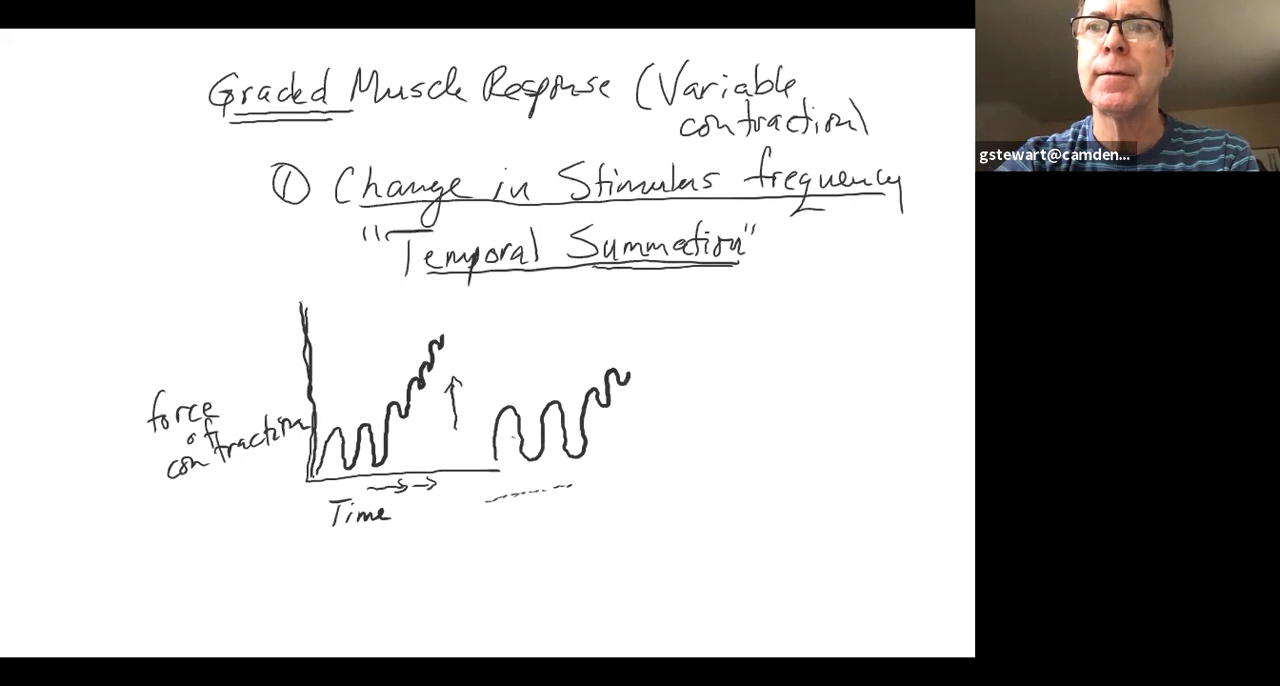 Graded Muscle Response (Variable
contraction)
① Change in Stimulus frequency
"Temporal Summation"
force
of
contraction
Time
gstewart@camden...